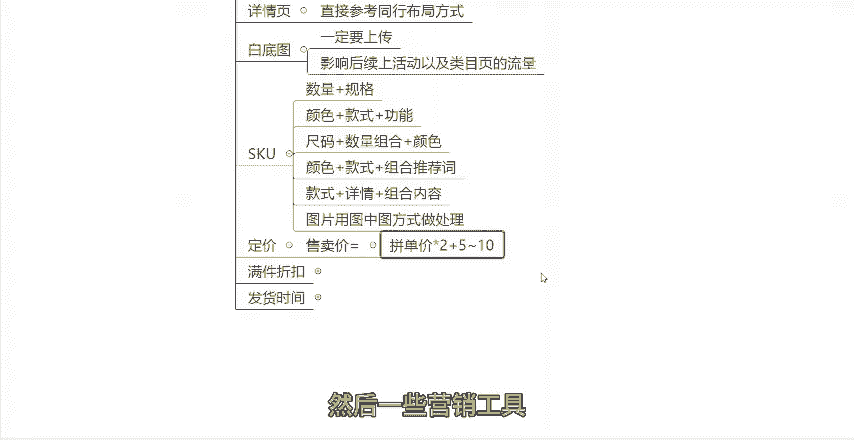 详情页 直接参考同行布局方式
一定要上传
白底图
影响后续上活动以及类目页的流量
数量+规格
颜色+款式+功能
尺码+数量组合+颜色
SKU
颜色+款式+组合推荐词
款式+详情+组合内容
图片用图中图方式做处理
定价 售卖价= 拼单价*2+5~10
满件折扣
发货时间
然后一些营销工具